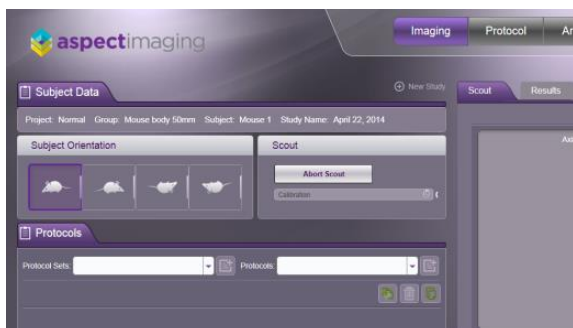 aspectimaging
Imaging Protocol
Subject Data
New Study
Scout Results
Project: Normal Group: Mouse body 50mm Subject: Mouse 1 Study Name: April 22, 2014
Subject Orientation
Scout
Abort Scout
Calibration
Protocols
Protocol Sets:
Protocols: